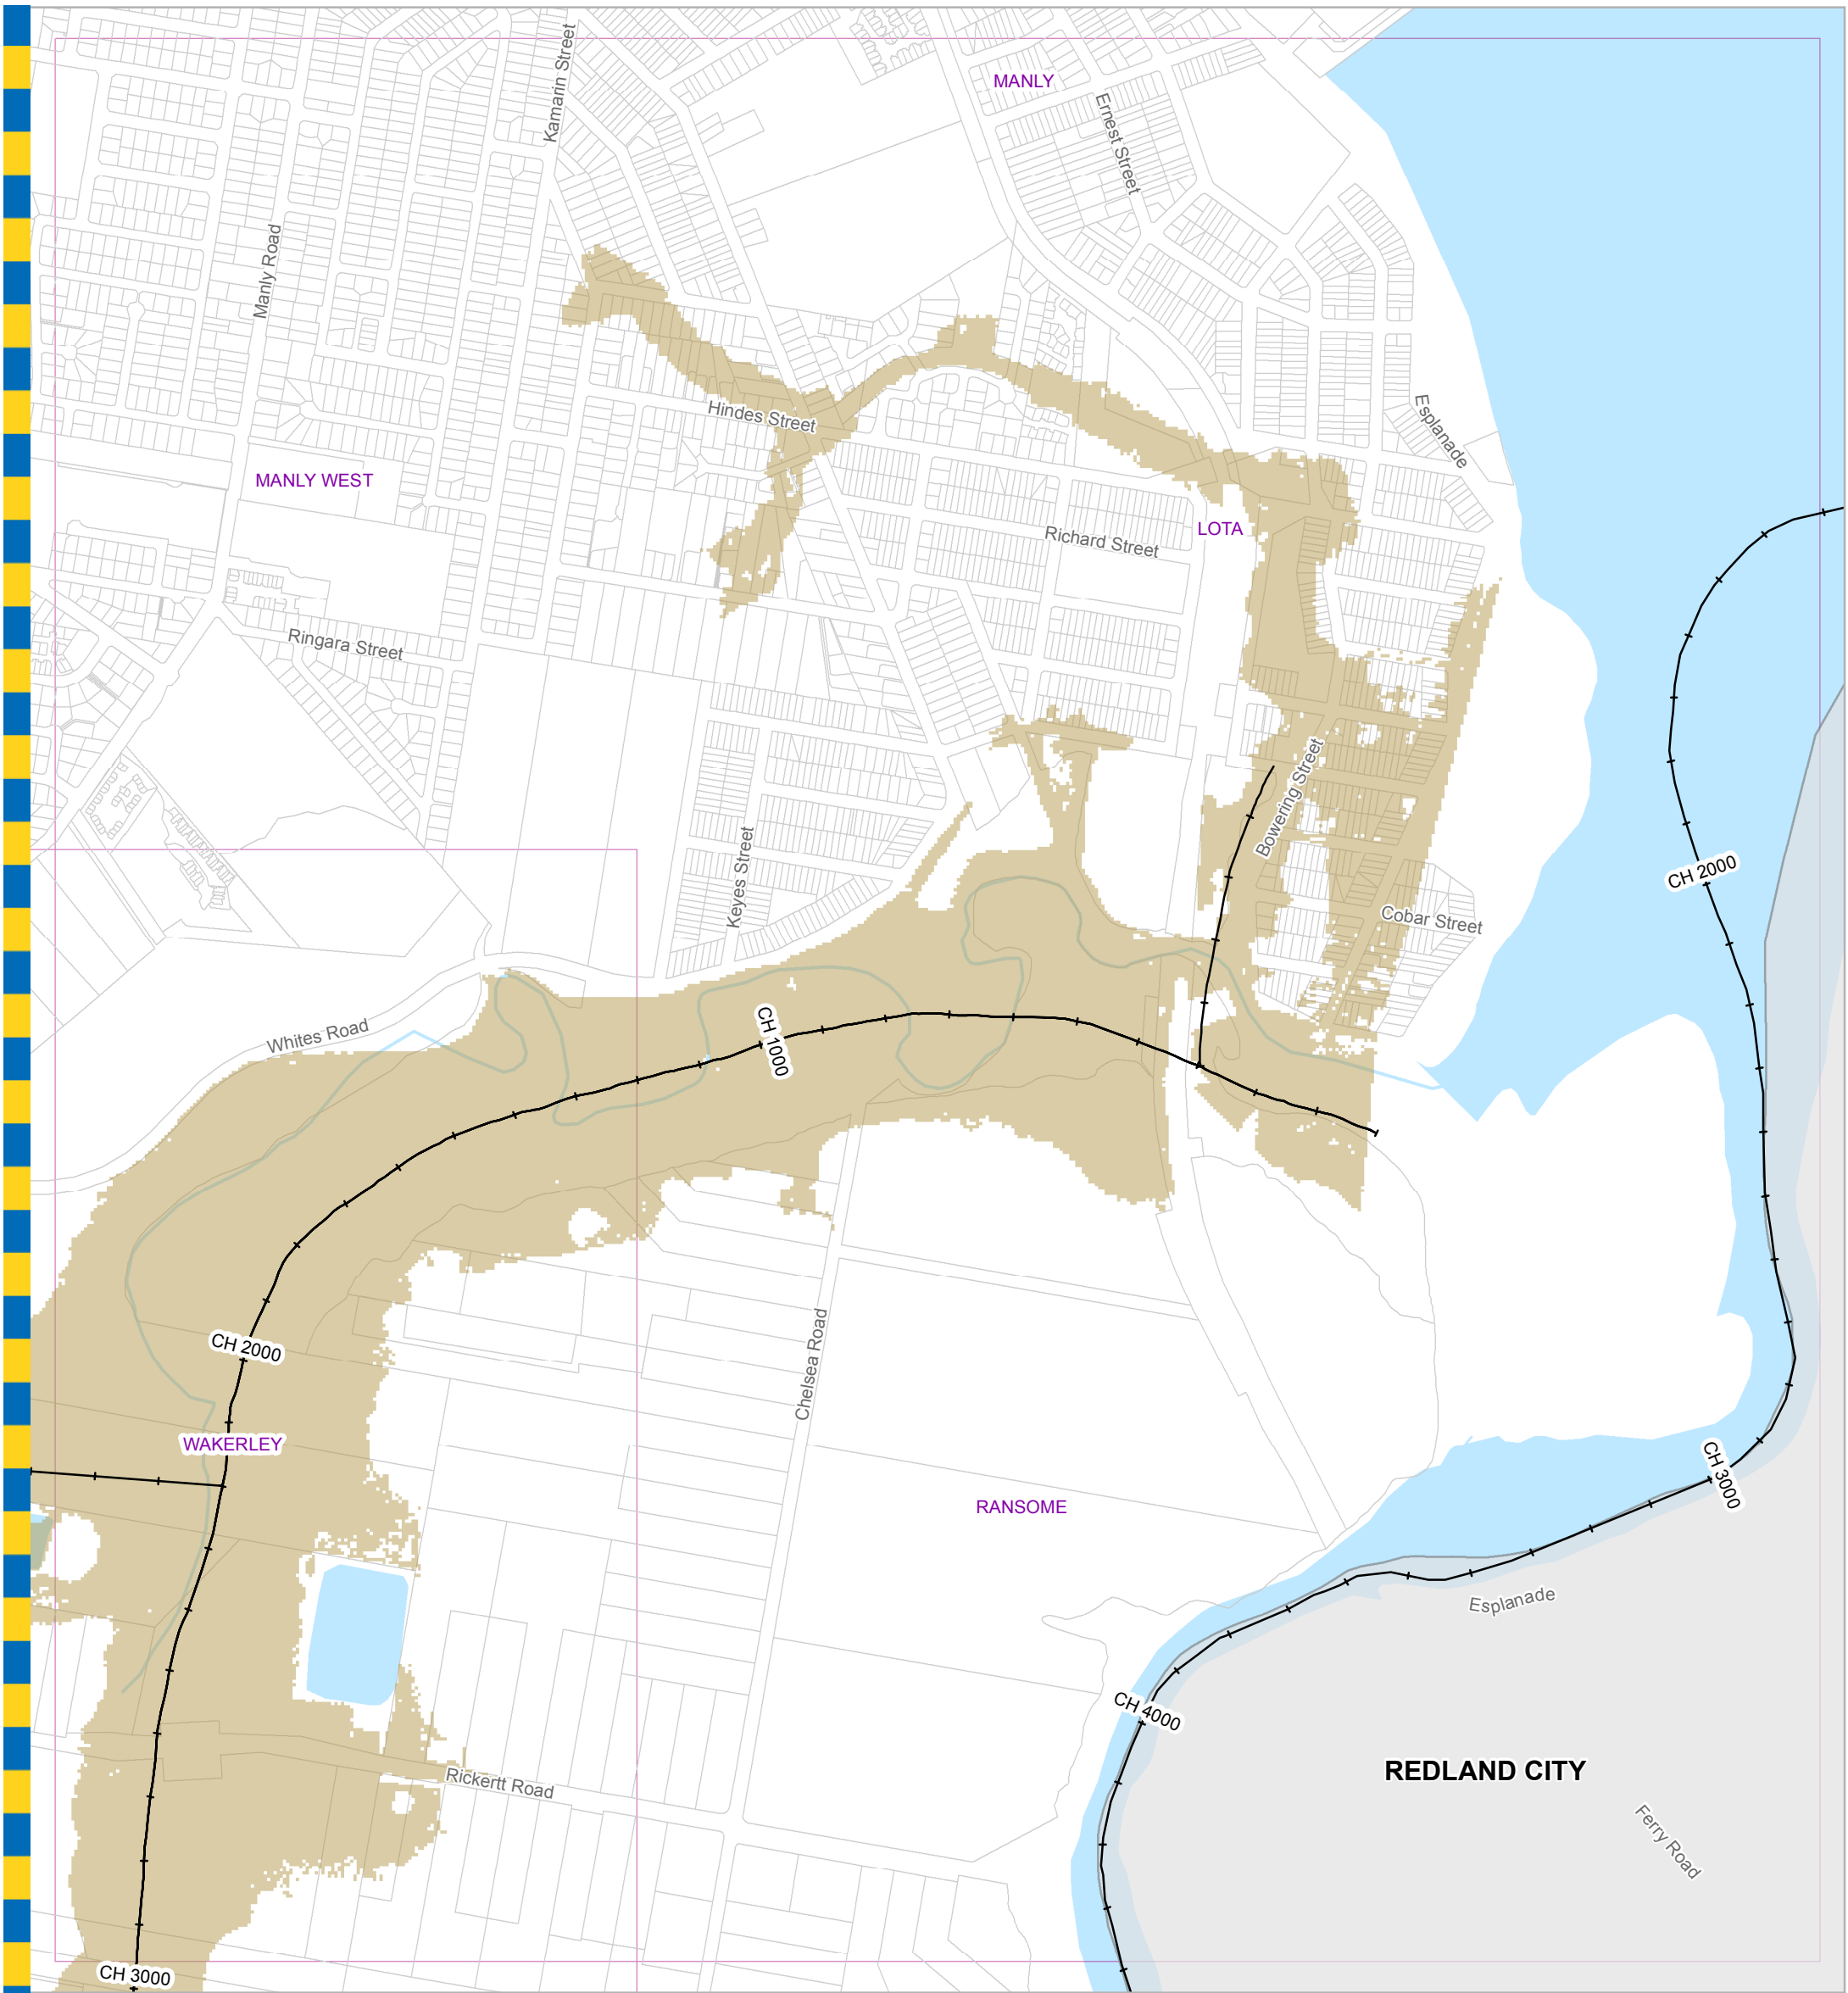 Kamarin Street
MANLY
Ernest Street
Manly Road
Hindes Street
Esplanade
MANLY WEST
LOTA
Richard Street
Ringara Street
Bowering Street
CH 2000
Keyes Street
Cobar Street
Whites Road
CH 1000
CH 2000
Chelsea Road
WAKERLEY
CH 3000
RANSOME
Esplanade
CH 4000
REDLAND CITY
Rickertt Road
Ferry Road
CH 3000